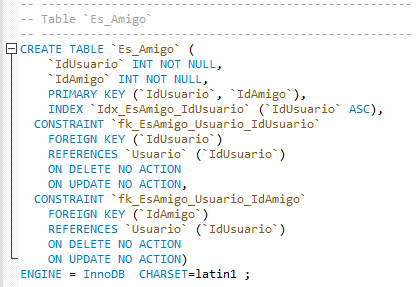 -- -----------------------------------------------------
-- Table `Es_Amigo`
-- -----------------------------------------------------
CREATE TABLE `Es_Amigo` (
    `IdUsuario` INT NOT NULL,
    `IdAmigo` INT NOT NULL,
    PRIMARY KEY (`IdUsuario`, `IdAmigo`),
    INDEX `Idx_EsAmigo_IdUsuario` (`IdUsuario` ASC),
  CONSTRAINT `fk_EsAmigo_Usuario_IdUsuario`
    FOREIGN KEY (`IdUsuario`)
    REFERENCES `Usuario` (`IdUsuario`)
    ON DELETE NO ACTION
    ON UPDATE NO ACTION,
  CONSTRAINT `fk_EsAmigo_Usuario_IdAmigo`
    FOREIGN KEY (`IdAmigo`)
    REFERENCES `Usuario` (`IdUsuario`)
    ON DELETE NO ACTION
    ON UPDATE NO ACTION)
ENGINE = InnoDB  CHARSET=latin1 ;